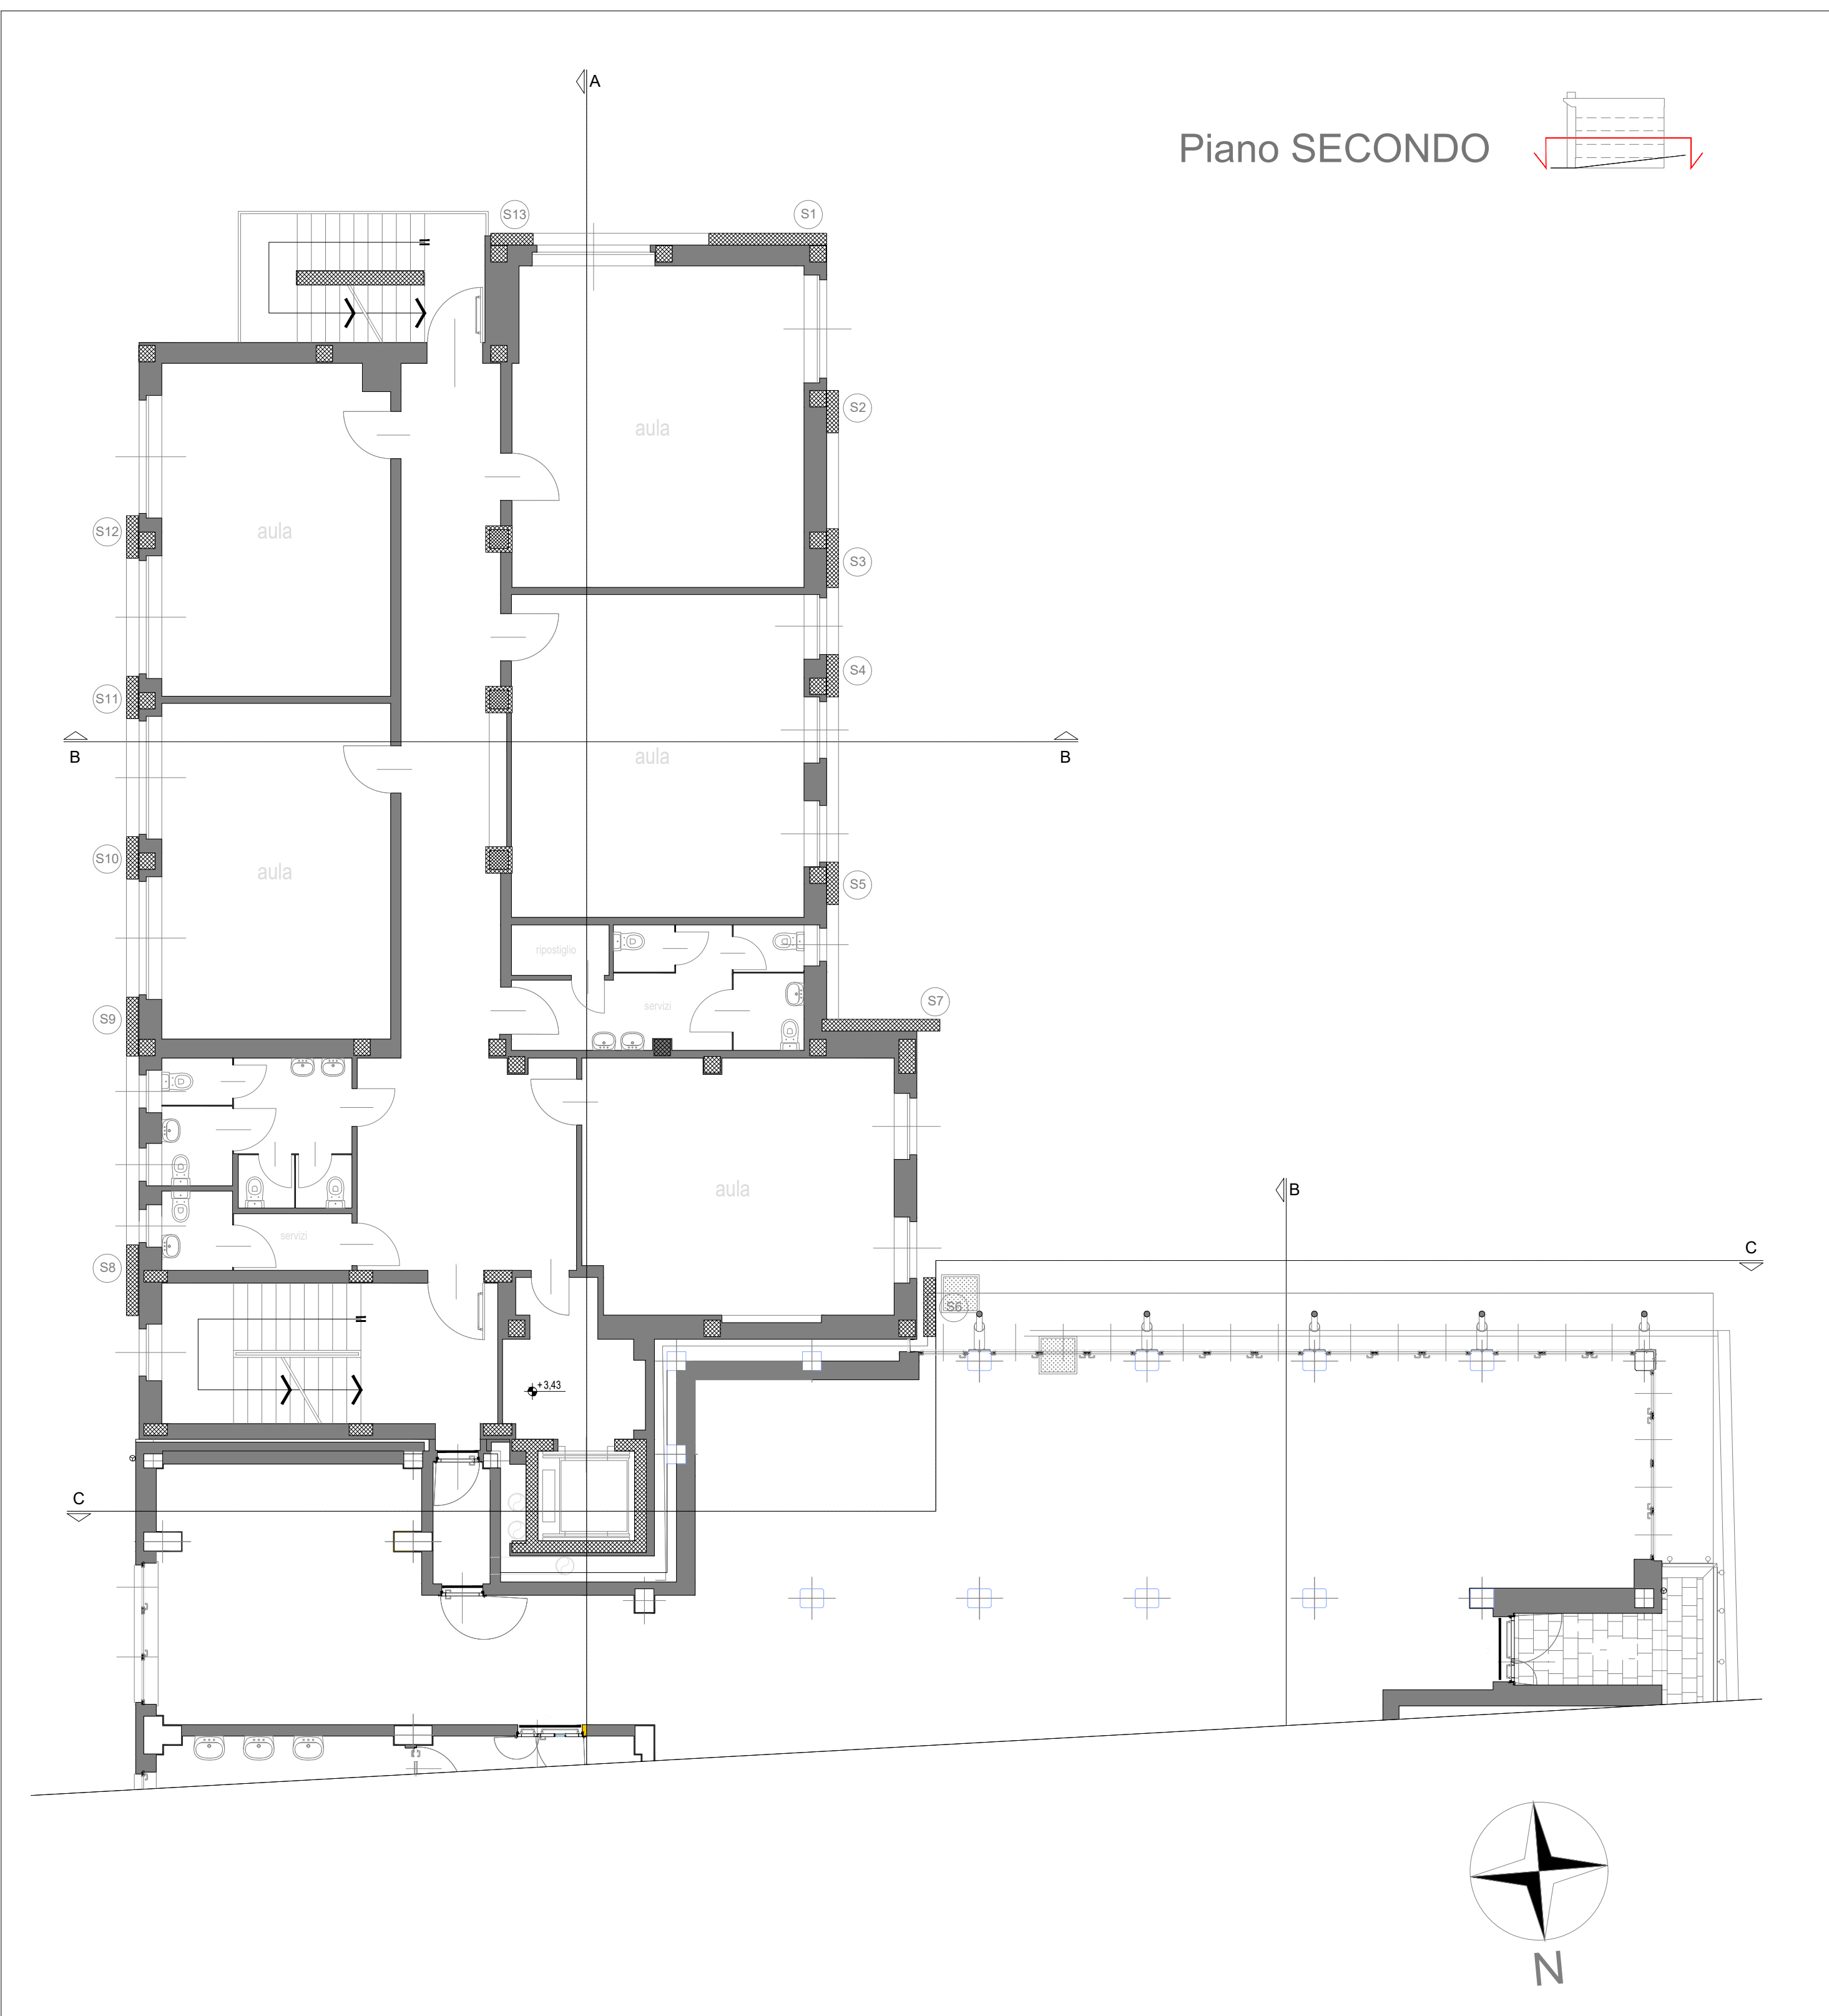 A
Piano SECONDO
S13
S1
S2
aula
S12
aula
S3
S4
S11
B
aula
B
S10
aula
S5
ripostiglio
S7
servizi
S9
aula
B
servizi
C
S8
S6
+3,43
C
N